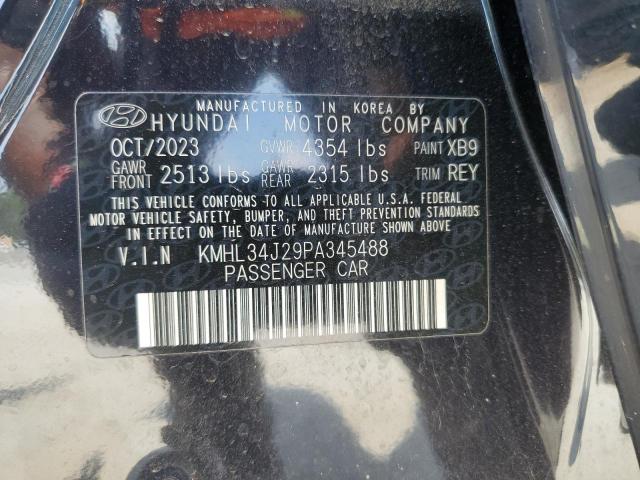 MANUFACTURED IN KOREA BY
HYUNDAI MOTOR COMPANY
OCT/2023 GVWR 4354 lbs PAINT XB9
GAWR FRONT 2513 lbs GAWR REAR 2315 lbs TRIM REY
THIS VEHICLE CONFORMS TO ALL APPLICABLE U.S.A. FEDERAL
MOTOR VEHICLE SAFETY, BUMPER, AND THEFT PREVENTION STANDARDS
IN EFFECT ON THE DATE OF MANUFACTURE SHOWN ABOVE.
V.I.N KMHL34J29PA345488
PASSENGER CAR